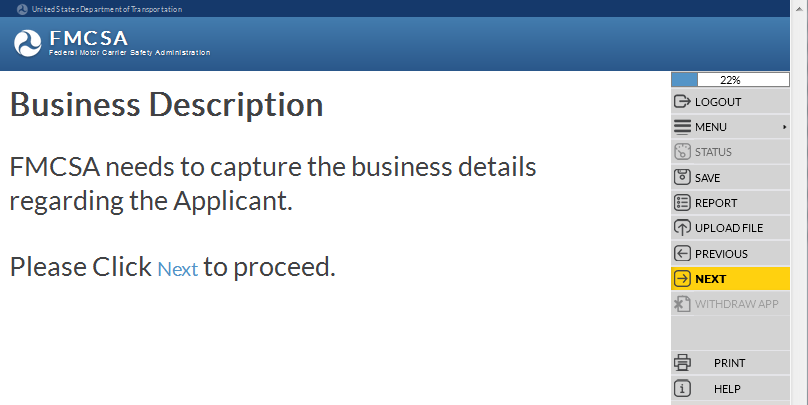 United States Department of Transportation
FMCSA
Federal Motor Carrier Safety Administration
Business Description
FMCSA needs to capture the business details
regarding the Applicant.
Please Click Next to proceed.
22%
LOGOUT
MENU
STATUS
SAVE
REPORT
UPLOAD FILE
PREVIOUS
NEXT
WITHDRAW APP
PRINT
HELP